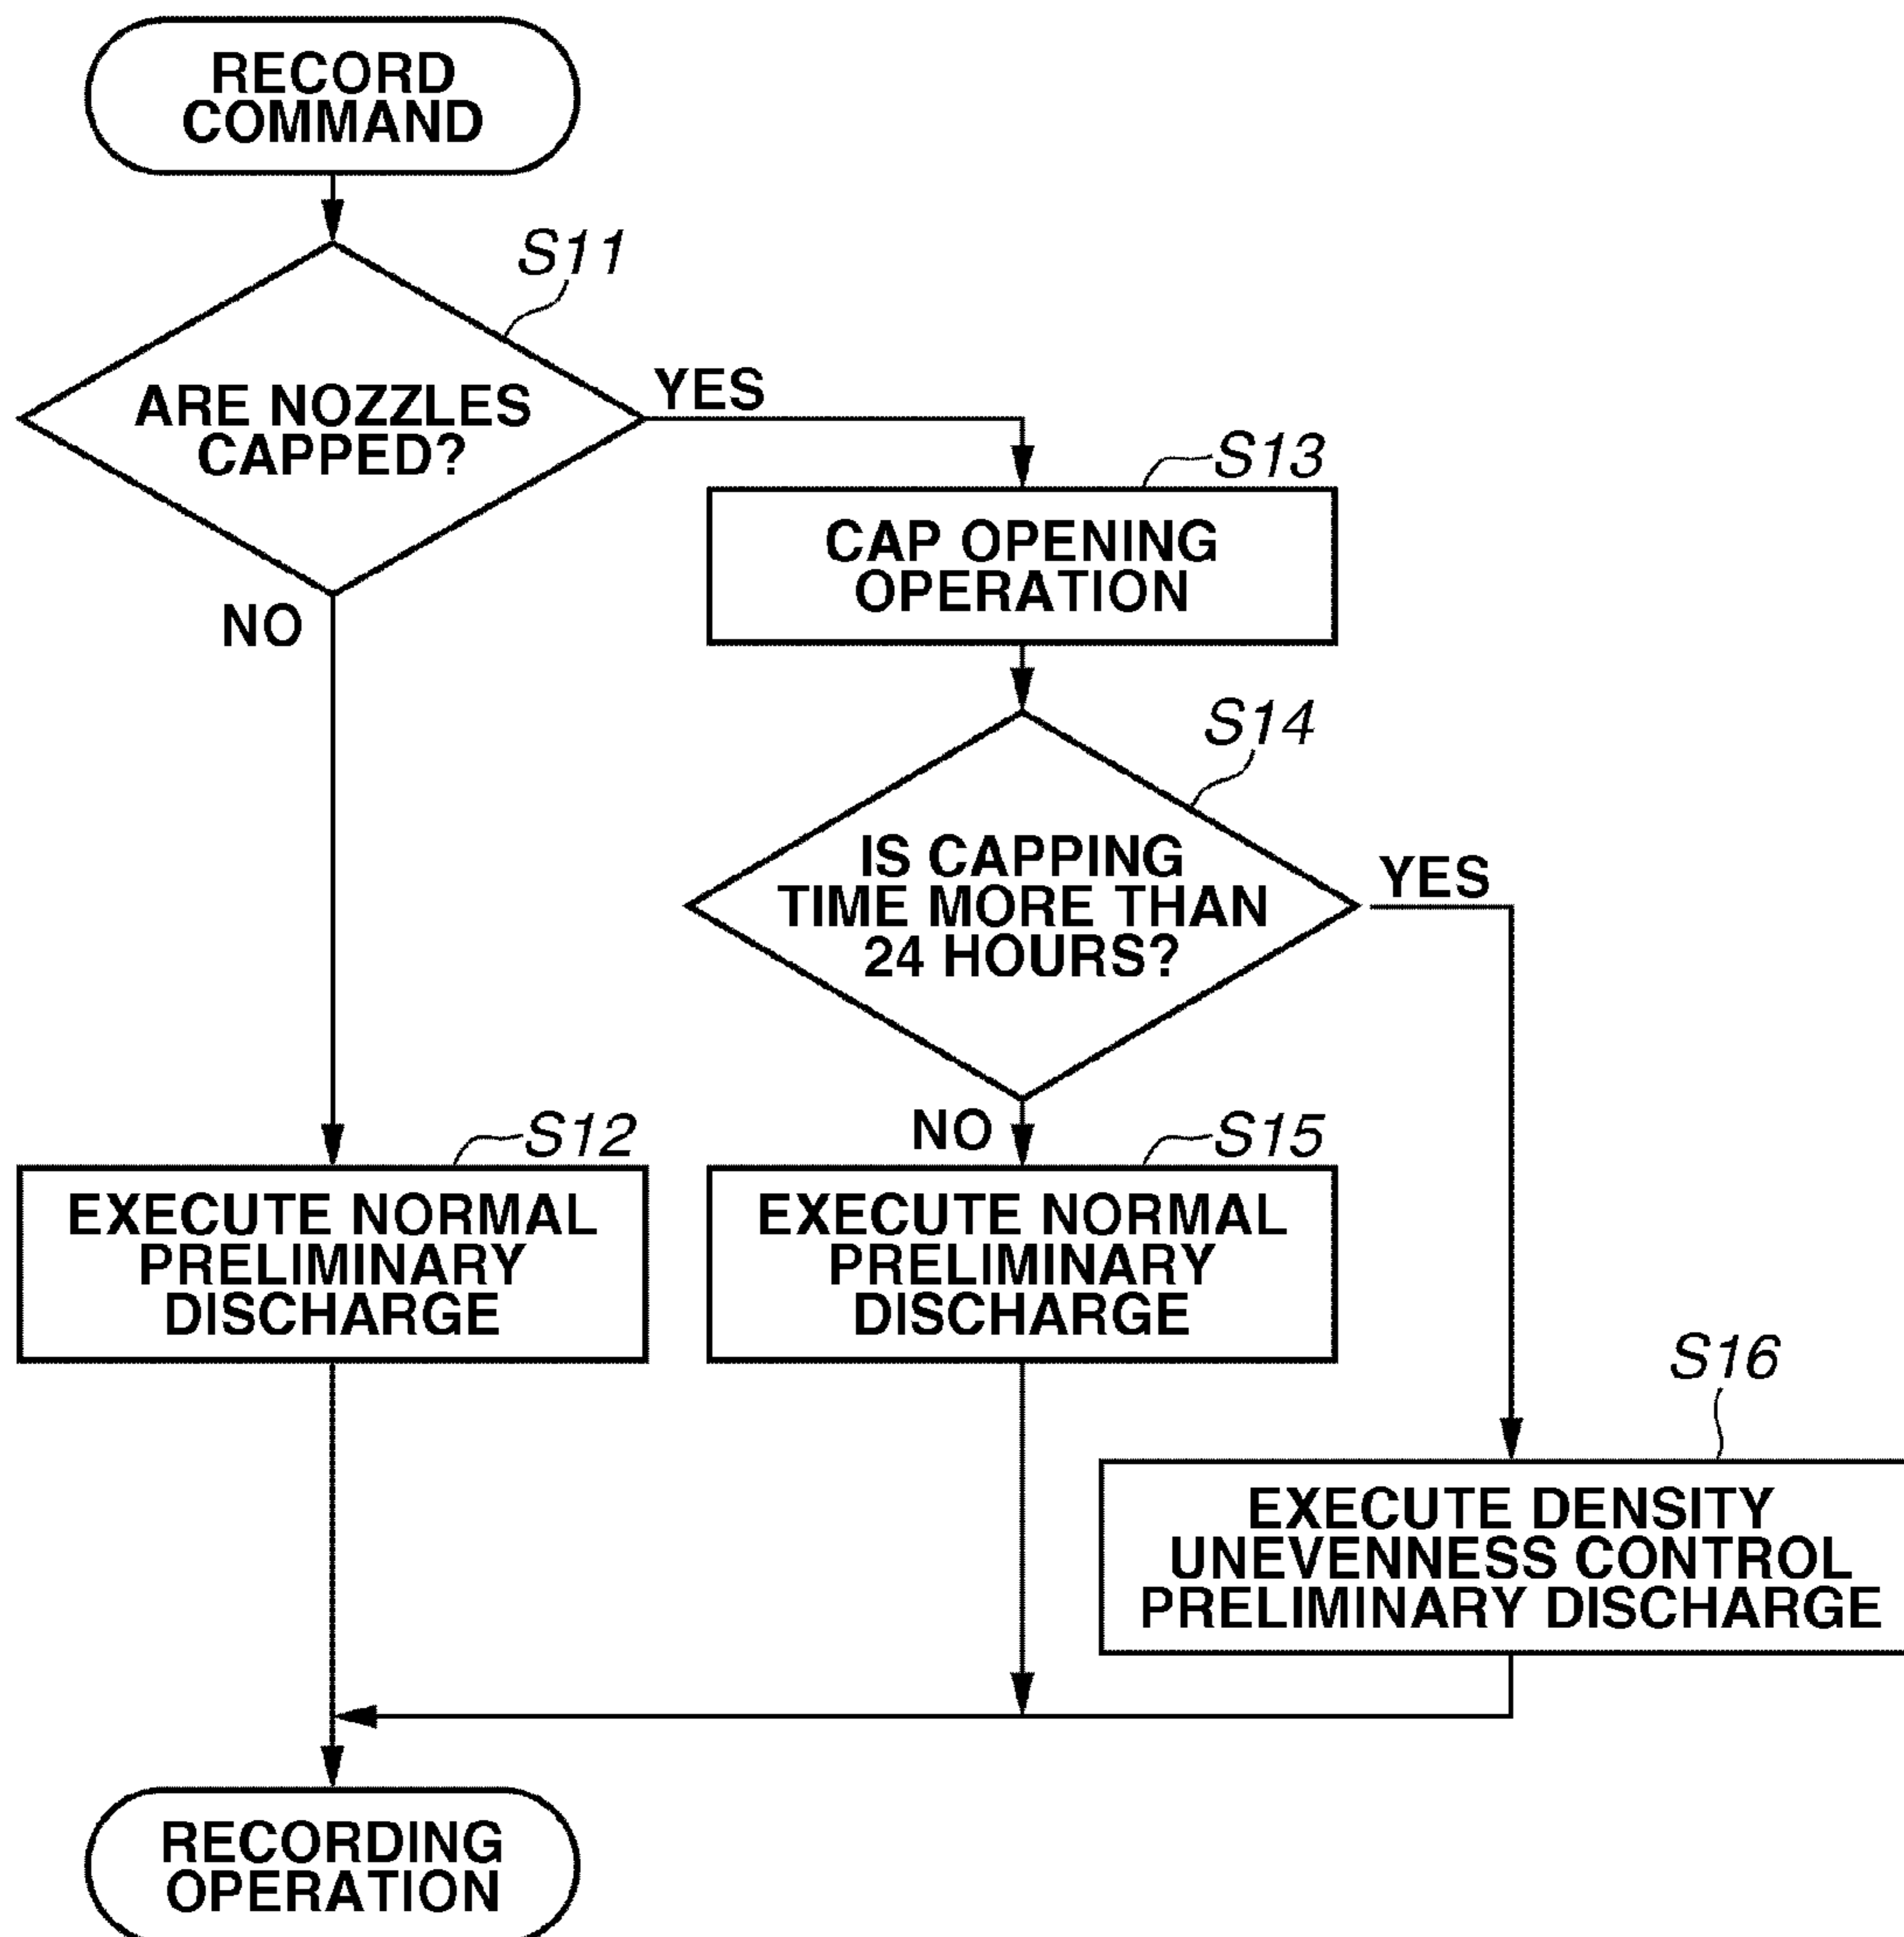 RECORD
COMMAND
S11
ARE NOZZLES
CAPPED?
YES
NO
S13
CAP OPENING
OPERATION
S14
IS CAPPING
TIME MORE THAN
24 HOURS?
YES
NO
S12
EXECUTE NORMAL
PRELIMINARY
DISCHARGE
S15
EXECUTE NORMAL
PRELIMINARY
DISCHARGE
S16
EXECUTE DENSITY
UNEVENNESS CONTROL
PRELIMINARY DISCHARGE
RECORDING
OPERATION